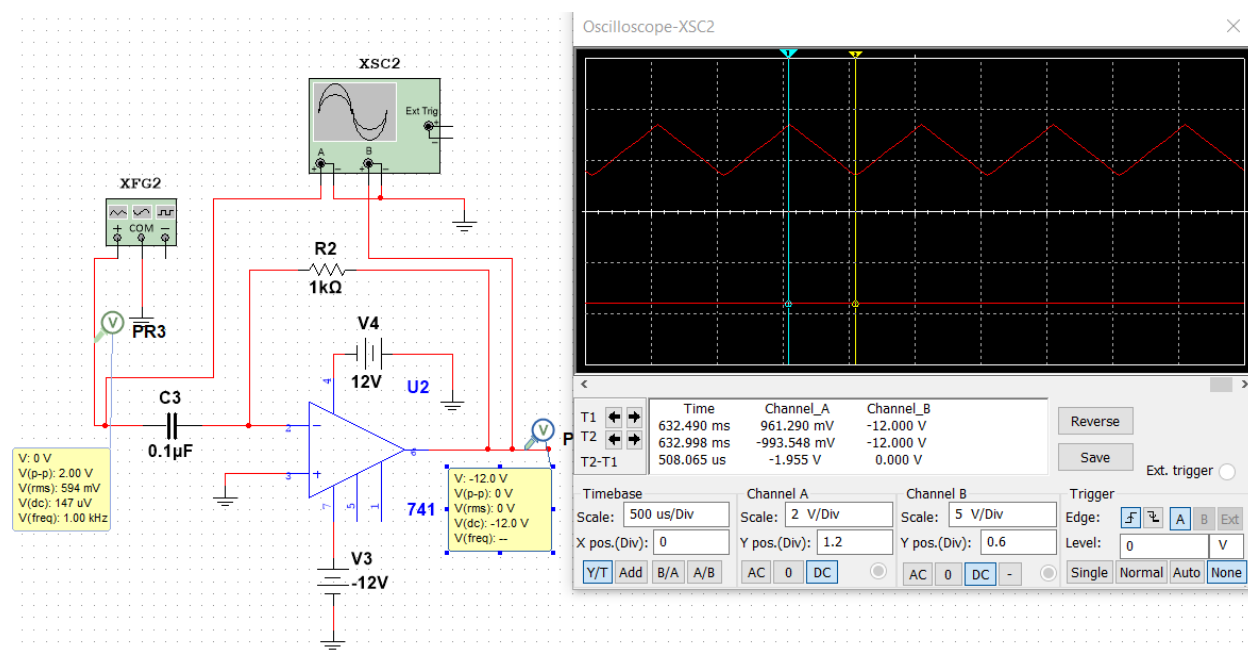 Oscilloscope-XSC2
XSC2
Ext Trig
+
-
A
B
+ - + -
XFG2
+ COM -
R2
1kΩ
V
PR3
V4
12V
U2
4
C3
0.1μF
2
3
6
7
5
1
741
V
P
V: 0 V
V(p-p): 2.00 V
V(rms): 594 mV
V(dc): 147 uV
V(freq): 1.00 kHz
V: -12.0 V
V(p-p): 0 V
V(rms): 0 V
V(dc): -12.0 V
V(freq): --
V3
-12V
1
2
T1
T2
T2-T1
Time Channel_A Channel_B
632.490 ms 961.290 mV -12.000 V
632.998 ms -993.548 mV -12.000 V
508.065 us -1.955 V 0.000 V
Reverse
Save
Ext. trigger
Timebase
Scale: 500 us/Div
X pos.(Div): 0
Y/T Add B/A A/B
Channel A
Scale: 2 V/Div
Y pos.(Div): 1.2
AC 0 DC
Channel B
Scale: 5 V/Div
Y pos.(Div): 0.6
AC 0 DC -
Trigger
Edge: A B Ext
Level: 0 V
Single Normal Auto None